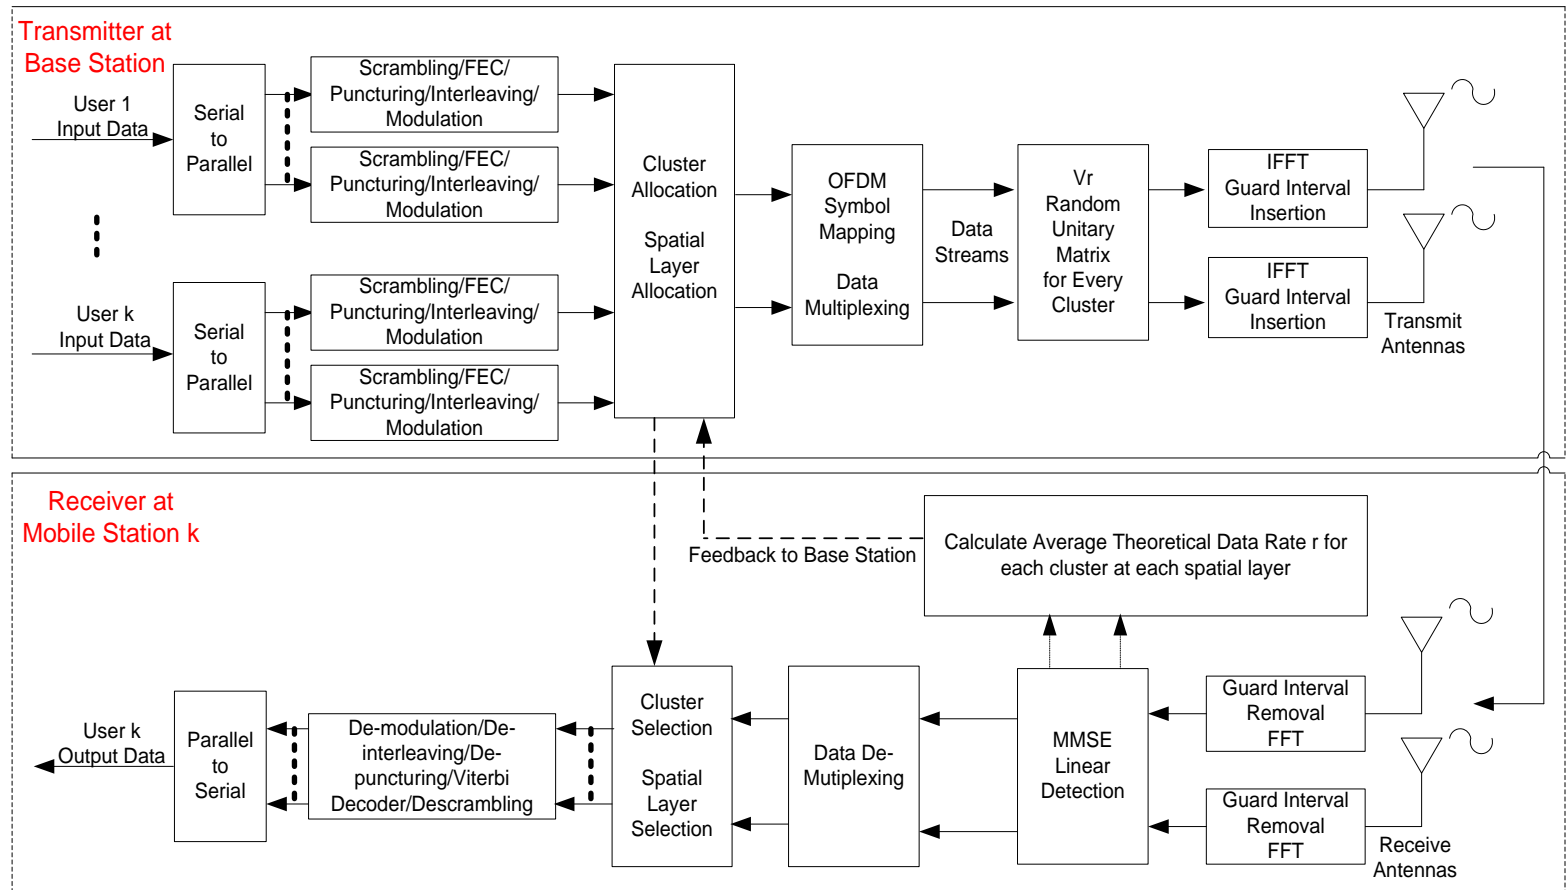 Transmitter at
Base Station
User 1
Input Data
Serial
to
Parallel
Scrambling/FEC/
Puncturing/Interleaving/
Modulation
Scrambling/FEC/
Puncturing/Interleaving/
Modulation
User k
Input Data
Serial
to
Parallel
Scrambling/FEC/
Puncturing/Interleaving/
Modulation
Scrambling/FEC/
Puncturing/Interleaving/
Modulation
Cluster
Allocation
Spatial
Layer
Allocation
OFDM
Symbol
Mapping
Data
Multiplexing
Data
Streams
Vr
Random
Unitary
Matrix
for Every
Cluster
IFFT
Guard Interval
Insertion
IFFT
Guard Interval
Insertion
Transmit
Antennas
Receiver at
Mobile Station k
Feedback to Base Station
Calculate Average Theoretical Data Rate r for
each cluster at each spatial layer
User k
Output Data
Parallel
to
Serial
De-modulation/De-
interleaving/De-
puncturing/Viterbi
Decoder/Descrambling
Cluster
Selection
Spatial
Layer
Selection
Data De-
Mutiplexing
MMSE
Linear
Detection
Guard Interval
Removal
FFT
Guard Interval
Removal
FFT
Receive
Antennas